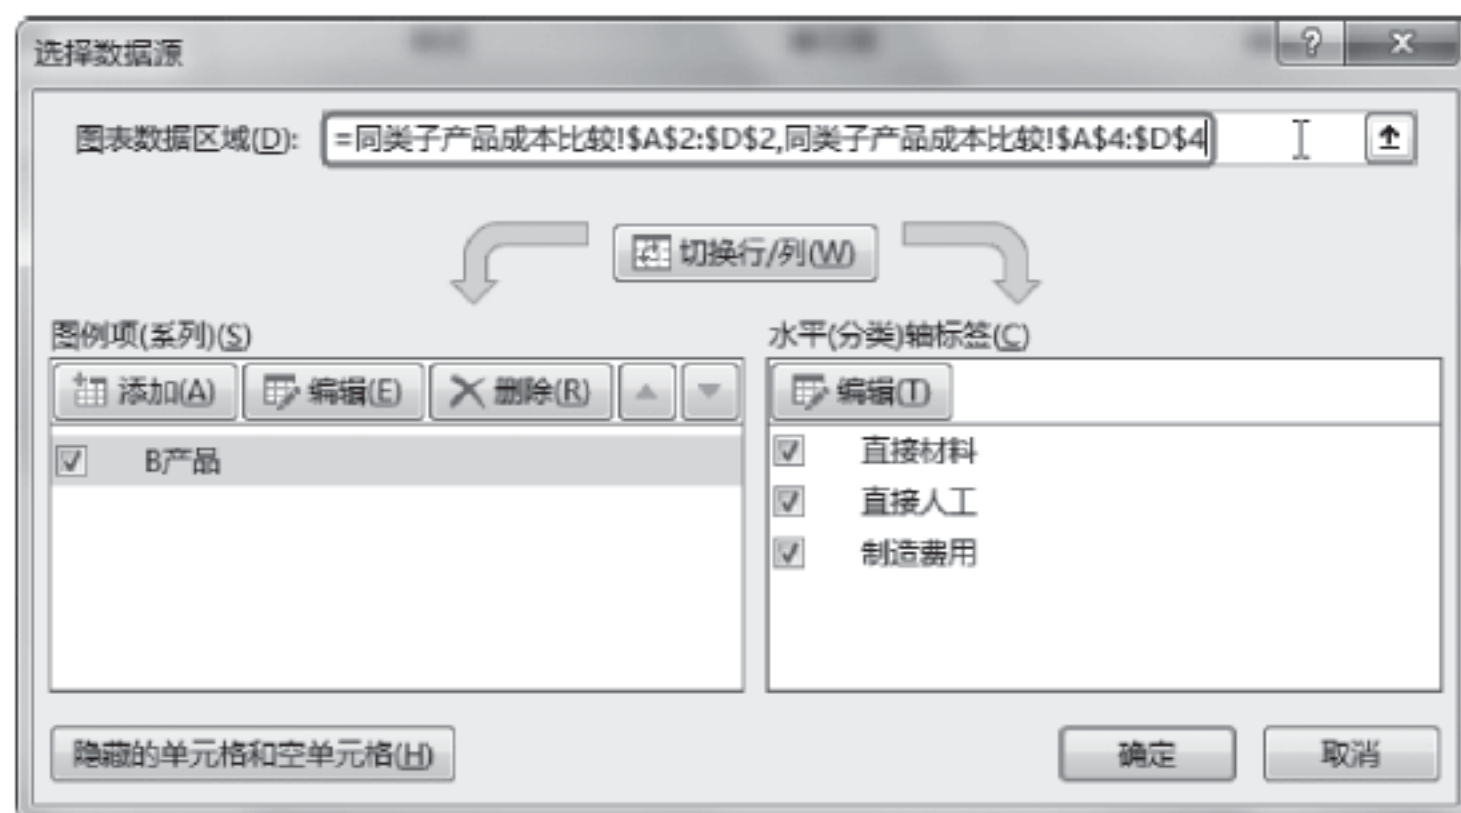 选择数据源
图表数据区域(D): =同类子产品成本比较!$A$2:$D$2,同类子产品成本比较!$A$4:$D$4
切换行/列(W)
图例项(系列)(S)
水平(分类)轴标签(C)
添加(A) 编辑(E) 删除(R)
编辑(T)
B产品
直接材料
直接人工
制造费用
隐藏的单元格和空单元格(H)
确定 取消